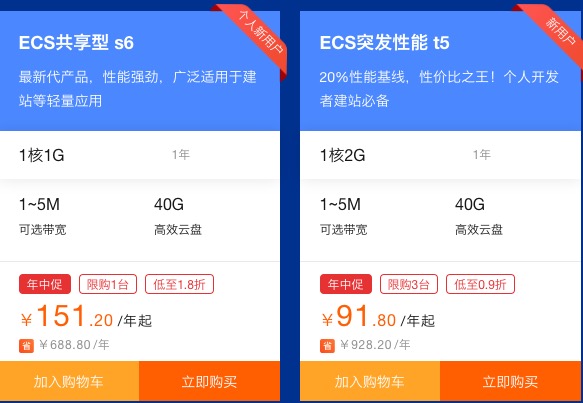 个人新用户
ECS共享型 s6
最新代产品，性能强劲，广泛适用于建
站等轻量应用
1核1G 1年
1~5M 40G
可选带宽 高效云盘
年中促 限购1台 低至1.8折
￥151.20 /年起
省 ￥688.80/年
加入购物车 立即购买
新用户
ECS突发性能 t5
20%性能基线，性价比之王！个人开发
者建站必备
1核2G 1年
1~5M 40G
可选带宽 高效云盘
年中促 限购3台 低至0.9折
￥91.80 /年起
省 ￥928.20/年
加入购物车 立即购买